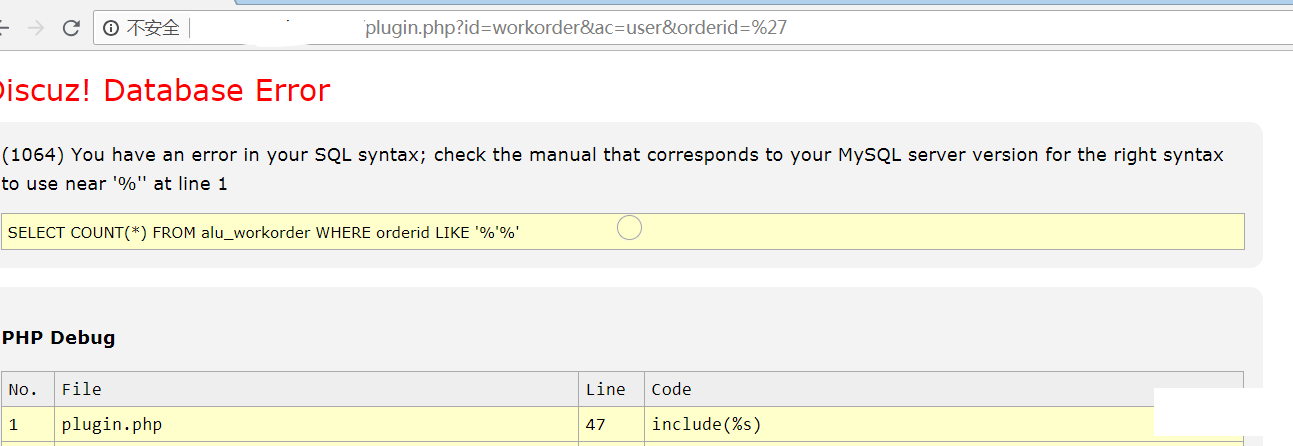 不安全
/plugin.php?id=workorder&ac=user&orderid=%27
Discuz! Database Error
(1064) You have an error in your SQL syntax; check the manual that corresponds to your MySQL server version for the right syntax
to use near '%'' at line 1
SELECT COUNT(*) FROM alu_workorder WHERE orderid LIKE '%'%'
PHP Debug
No. File Line Code
1 plugin.php 47 include(%s)